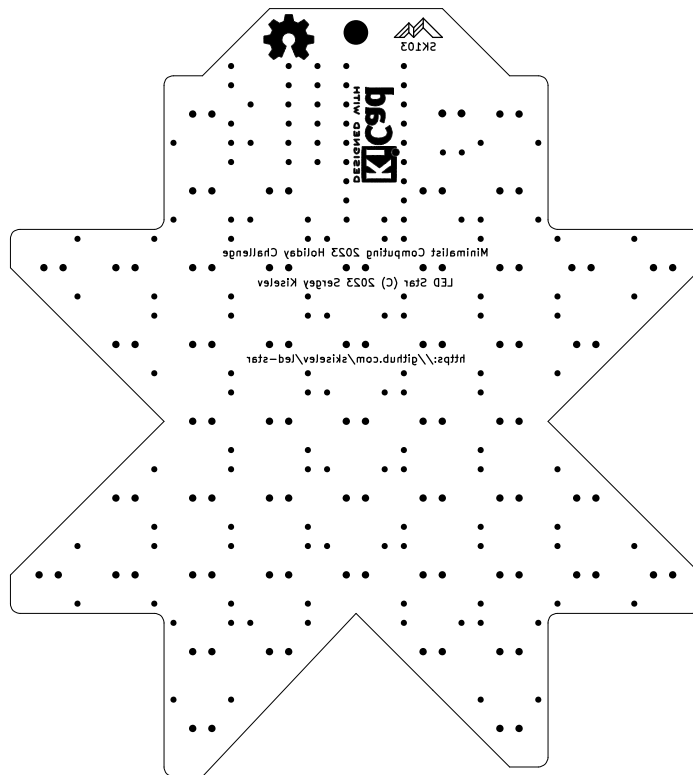 SK103
DESIGNED WITH
KiCad
Minimalist Computing 2023 Holiday Challenge
LED Star (C) 2023 Sergey Kiselev
https://github.com/skiselev/led-star